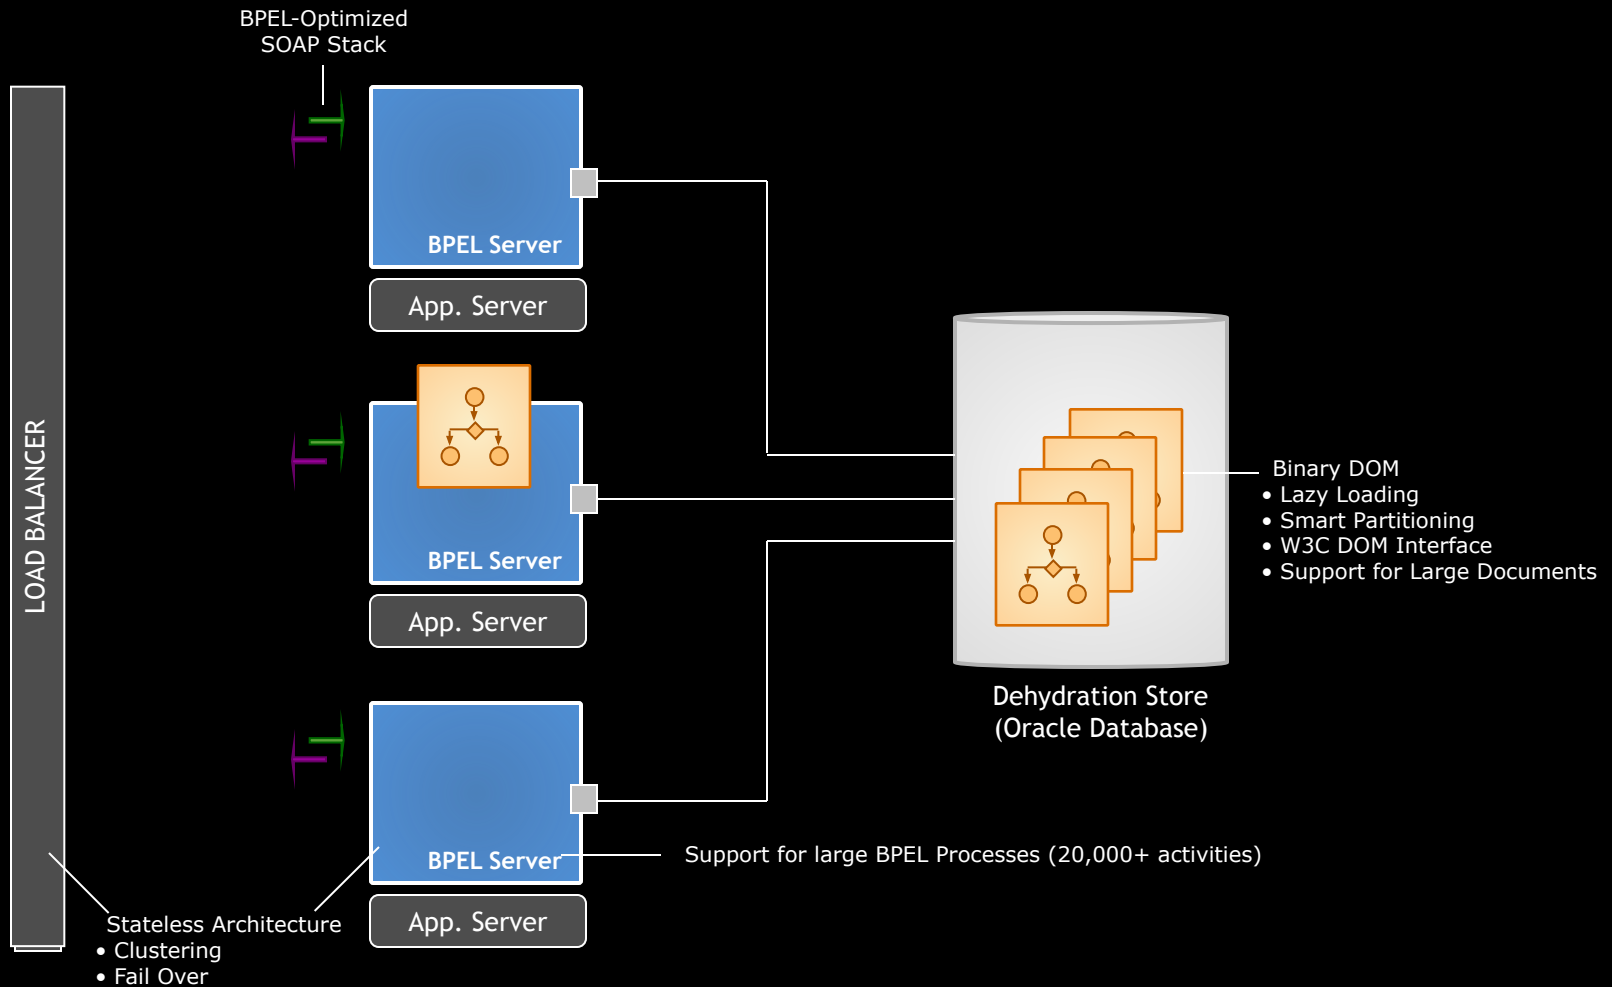 BPEL-Optimized
SOAP Stack
LOAD BALANCER
BPEL Server
App. Server
BPEL Server
App. Server
BPEL Server
App. Server
Dehydration Store
(Oracle Database)
Binary DOM
• Lazy Loading
• Smart Partitioning
• W3C DOM Interface
• Support for Large Documents
Support for large BPEL Processes (20,000+ activities)
Stateless Architecture
• Clustering
• Fail Over